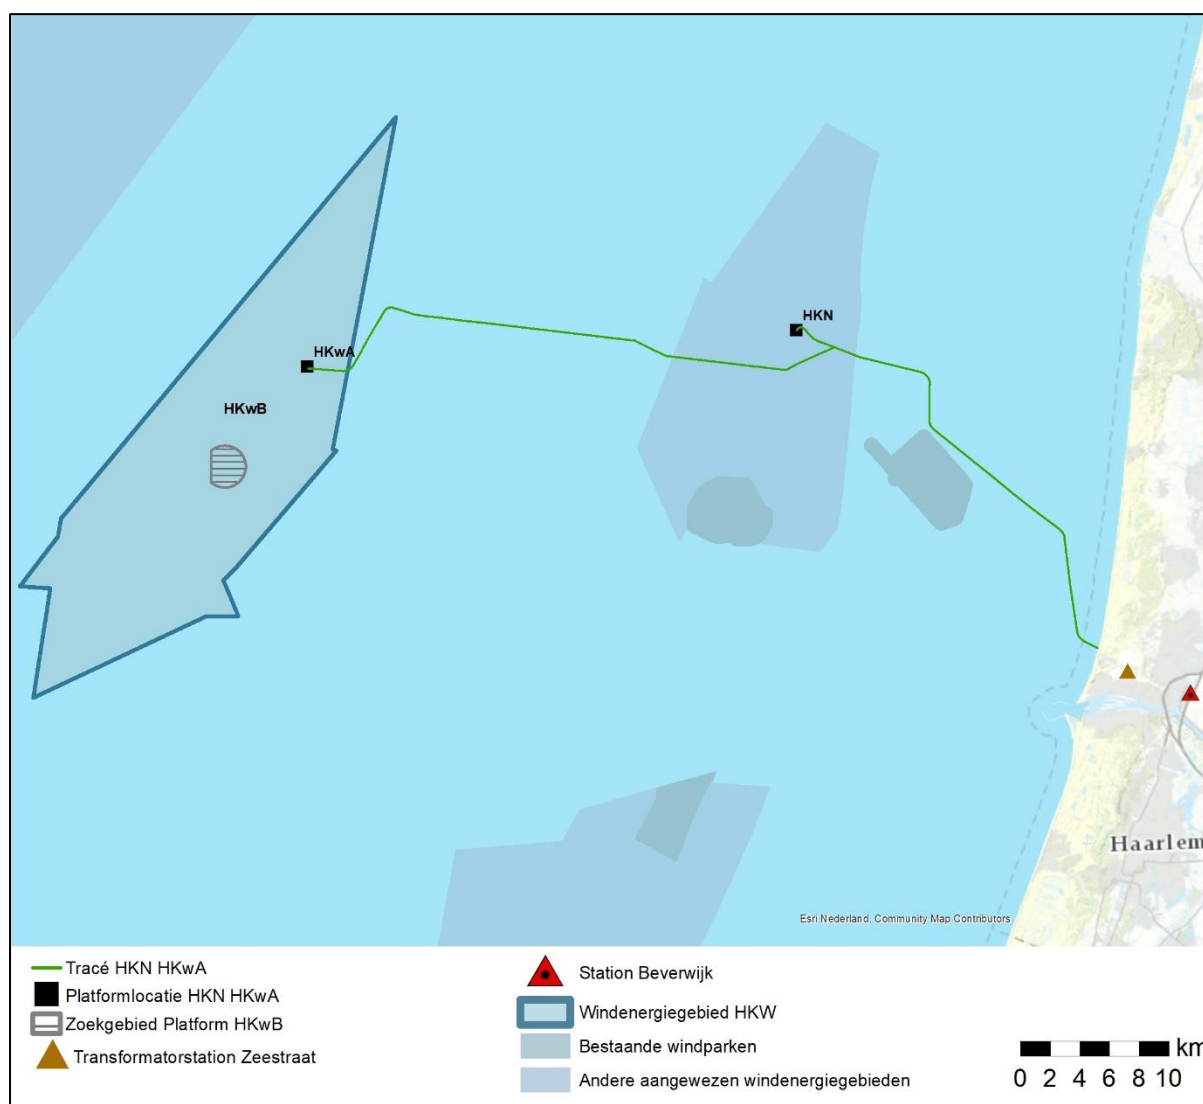 HKN
HKwA
HKwB
Haarlem
Esri Nederland, Community Map Contributors
Tracé HKN HKwA
Platformlocatie HKN HKwA
Zoekgebied Platform HKwB
Transformatorstation Zeestraat
Station Beverwijk
Windenergiegebied HKW
Bestaande windparken
Andere aangewezen windenergiegebieden
km
0 2 4 6 8 10